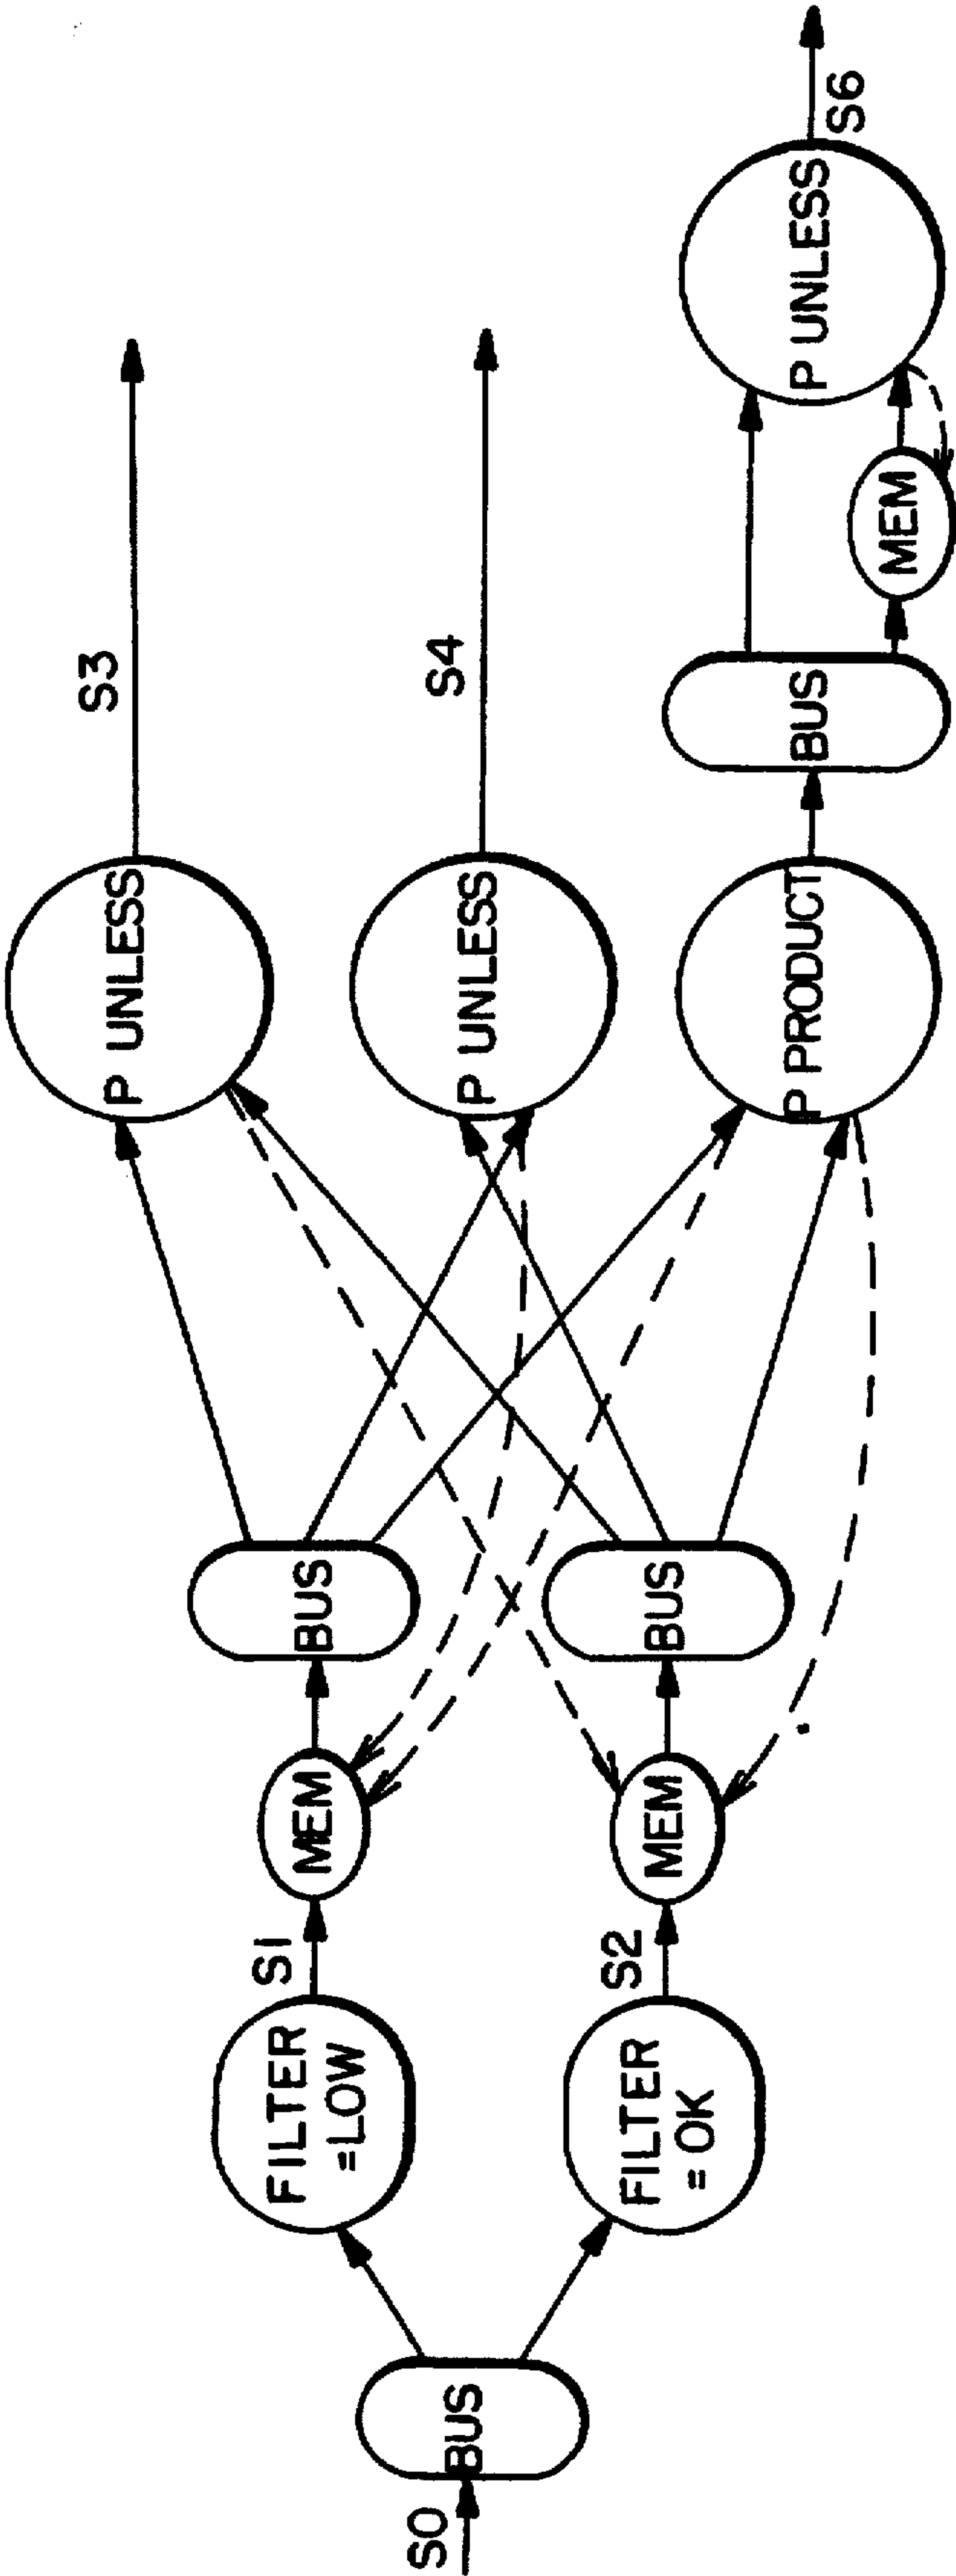 S0
BUS
FILTER
=LOW
S1
MEM
BUS
P UNLESS
S3
FILTER
= OK
S2
MEM
BUS
P UNLESS
S4
P PRODUCT
BUS
MEM
P UNLESS
S6